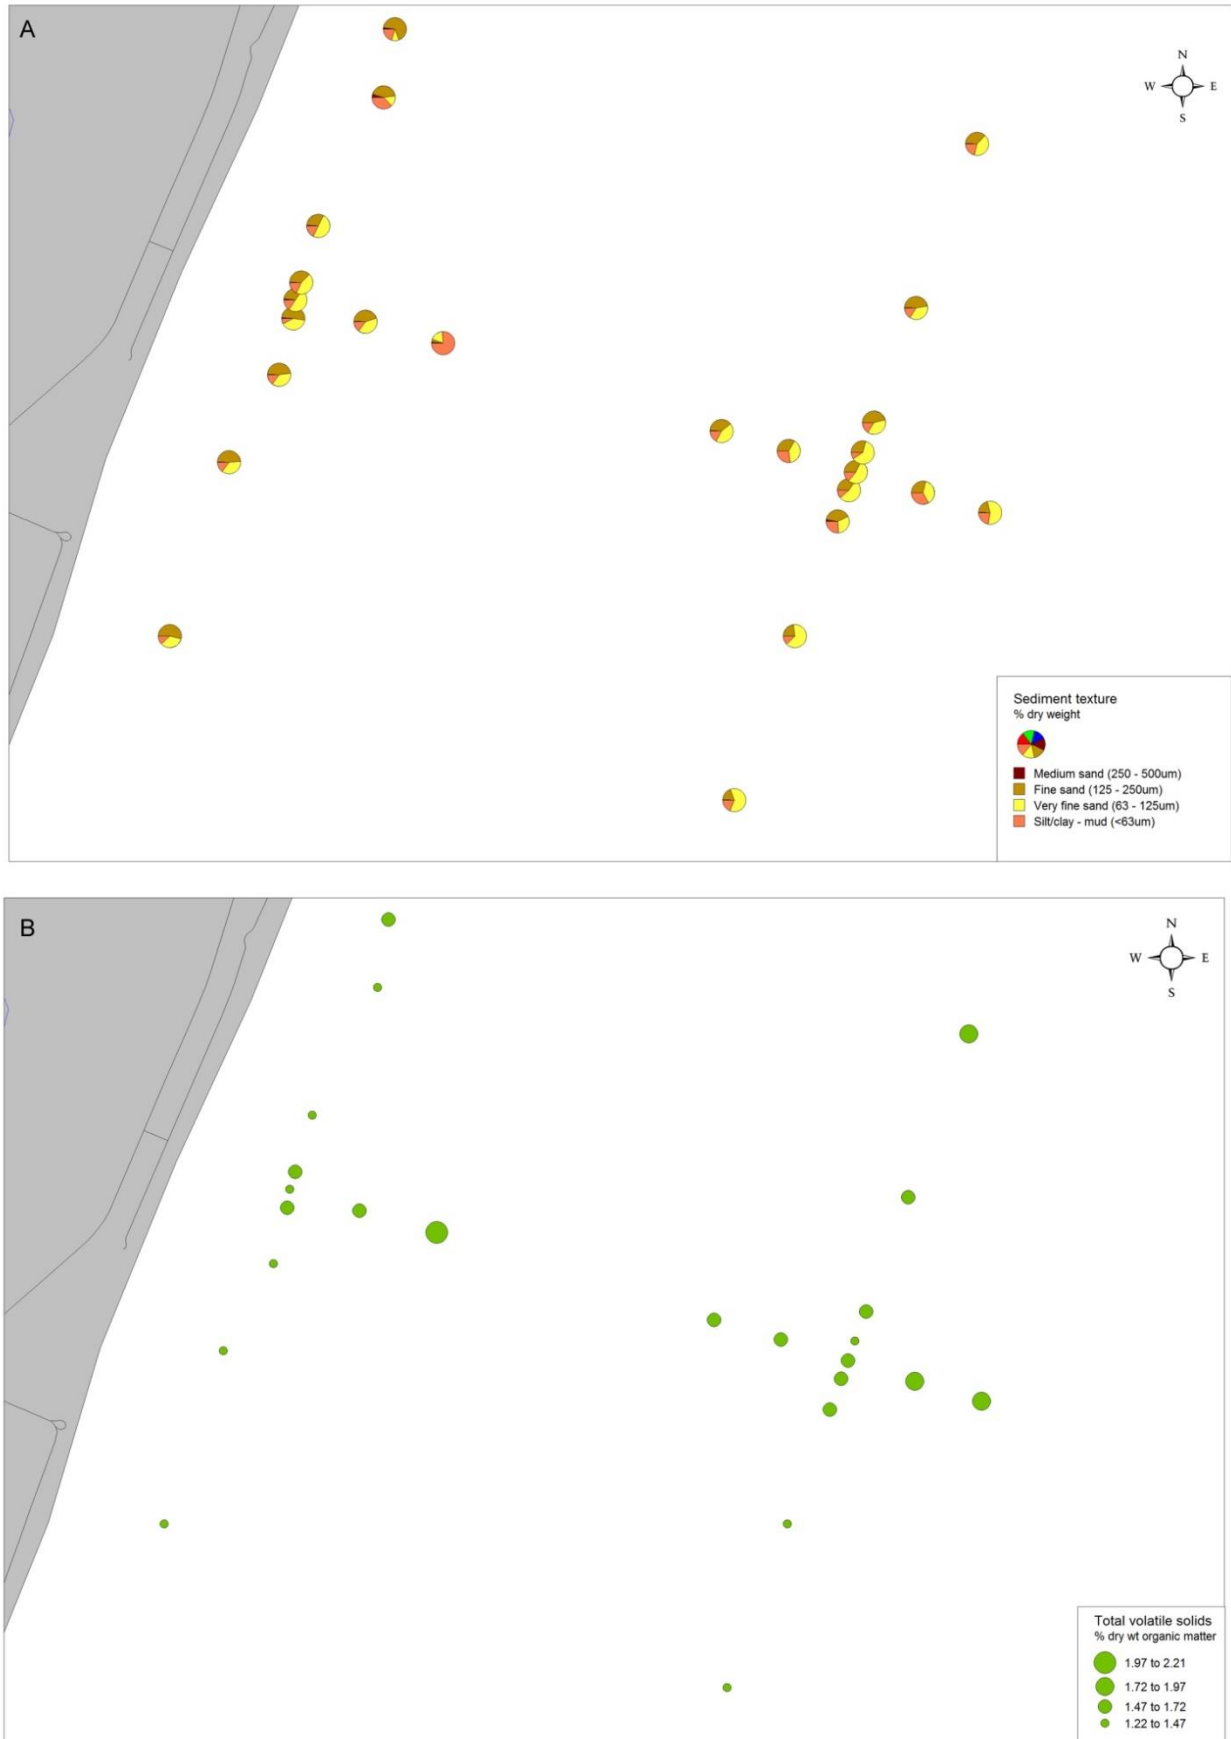 A
N
W E
S
Sediment texture
% dry weight
Medium sand (250 - 500um)
Fine sand (125 - 250um)
Very fine sand (63 - 125um)
Silt/clay - mud (<63um)
B
N
W E
S
Total volatile solids
% dry wt organic matter
1.97 to 2.21
1.72 to 1.97
1.47 to 1.72
1.22 to 1.47